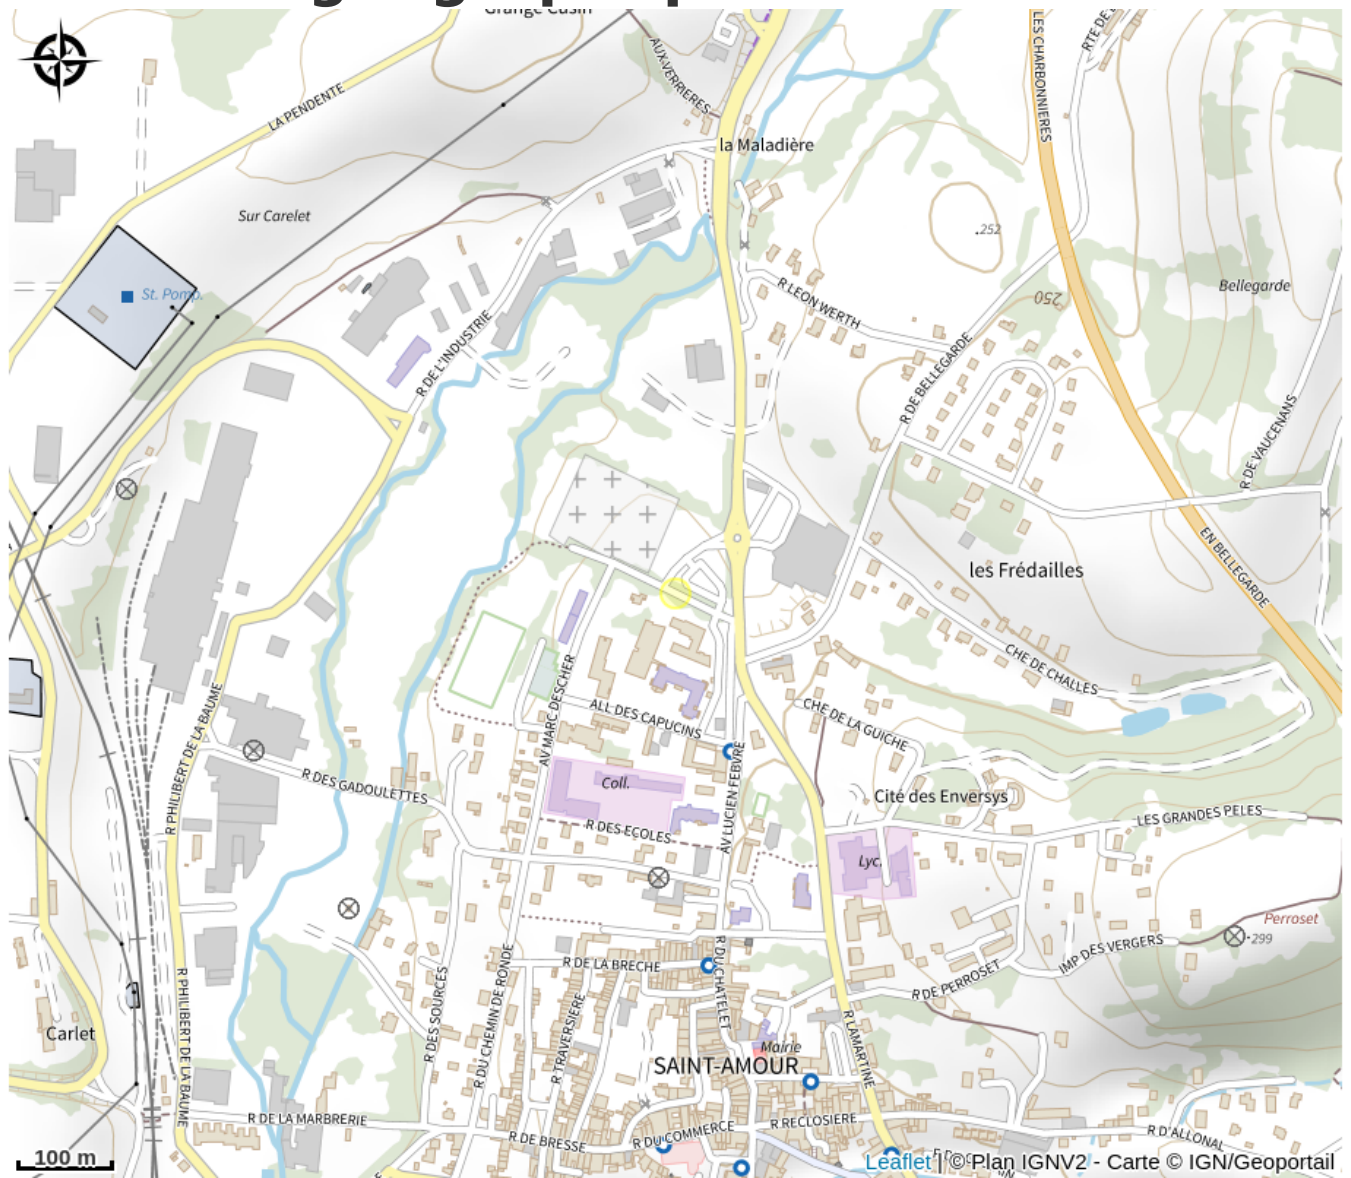 Grange Cusin
LES CHARBONNIERES
RTE DE
AUX VERRIERES
LA PENDENTE
la Maladière
Sur Carelet
252
Bellegarde
St. Pomp.
R LEON WERTH
250
R DE L'INDUSTRIE
R DE BELLEGARDE
R DE VAUCENANS
EN BELLEGARDE
les Frédailles
CHE DE CHALLES
AV MARC DESCHER
ALL DES CAPUCINS
CHE DE LA GUICHE
R PHILIBERT DE LA BAUME
R DES GADOULETTES
Coll.
AV LUCIEN FEBVRE
Cité des Enversys
LES GRANDES PELES
R DES ECOLES
Lyc.
Perroset
299
IMP DES VERGERS
R DE PERROSET
R DE LA BRECHE
R DU CHATELET
R DES SOURCES
R DU CHEMIN DE RONDE
R TRAVERSIERE
R PHILIBERT DE LA BAUME
R LAMARTINE
Carlet
Mairie
SAINT-AMOUR
R DE LA MARBRERIE
R DE BRESSE
R DU COMMERCE
R RECLOSIERE
R D'ALLONAL
100 m
Leaflet | © Plan IGNV2 - Carte © IGN/Geoportail